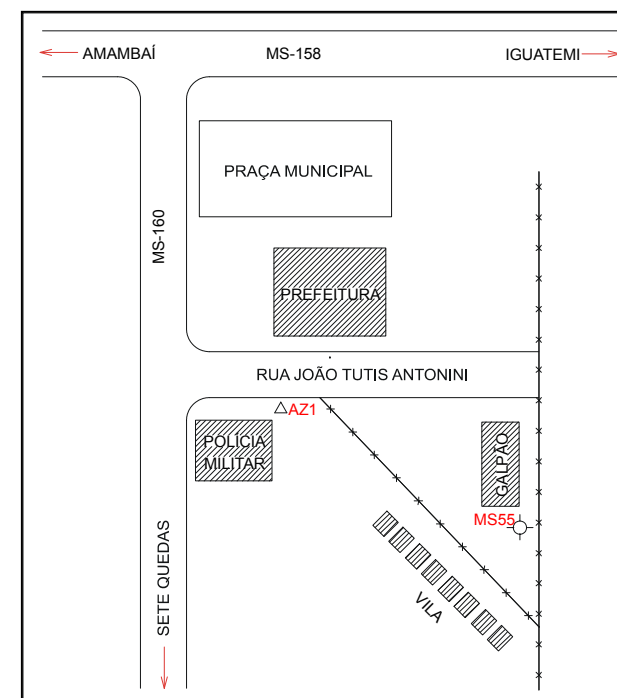 AMAMBAÍ
MS-158
IGUATEMI
PRAÇA MUNICIPAL
MS-160
PREFEITURA
RUA JOÃO TUTIS ANTONINI
AZ1
POLÍCIA
MILITAR
GALPÃO
MS55
SETE QUEDAS
VILA